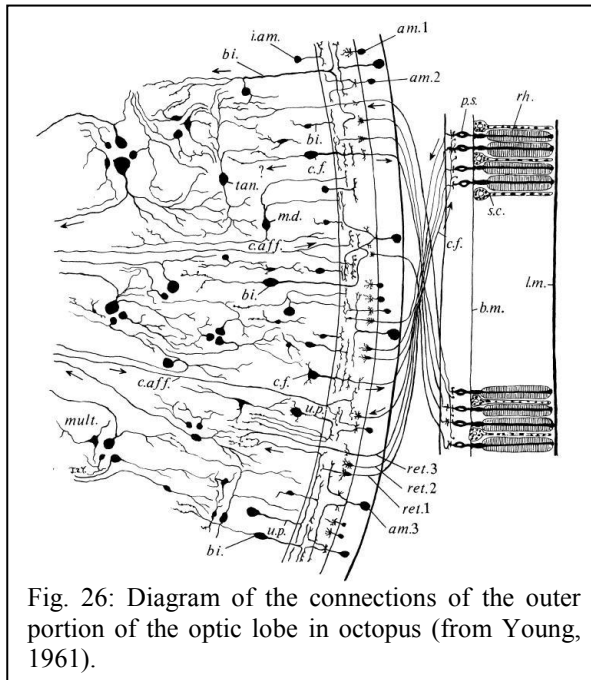 i.am.
am.1
bi.
am.2
p.s.
rh.
bi.
c.f.
tan.
?
s.c.
m.d.
c.f.
c.aff.
l.m.
bi.
b.m.
c.aff.
c.f.
u.p.
mult.
ret.3
ret.2
ret.1
u.p.
am.3
bi.
Fig. 26: Diagram of the connections of the outer
portion of the optic lobe in octopus (from Young,
1961).